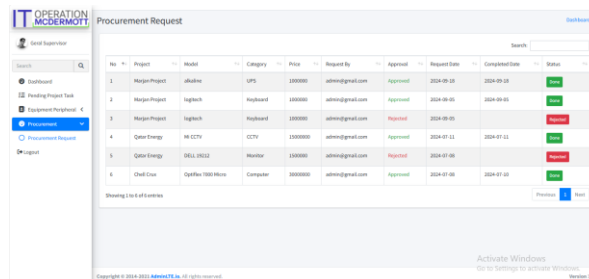 IT OPERATION
MCDERMOTT
Procurement Request
Dashboard
Gerai Supervisor
Search:
Search
No Project Model Category Price Request By Approval Request Date Completed Date Status
1 Marjan Project alkaline UPS 1000000 admin@gmail.com Approved 2024-09-18 2024-09-18 Done
2 Marjan Project logitech Keyboard 1000000 admin@gmail.com Approved 2024-09-05 2024-09-05 Done
3 Marjan Project logitech Keyboard 1000000 admin@gmail.com Rejected 2024-09-05 Rejected
4 Qatar Energy Mi CCTV CCTV 15000000 admin@gmail.com Approved 2024-07-11 2024-07-11 Done
5 Qatar Energy DELL 19212 Monitor 1500000 admin@gmail.com Rejected 2024-07-08 Rejected
6 Chell Crux Optiflex 7000 Micro Computer 30000000 admin@gmail.com Approved 2024-07-08 2024-07-10 Done
Dashboard
Pending Project Task
Equipment Peripheral
Procurement
Procurement Request
Logout
Showing 1 to 6 of 6 entries
Previous 1 Next
Activate Windows
Go to Settings to activate Windows.
Copyright © 2014-2021 AdminLTE.io. All rights reserved.
Version